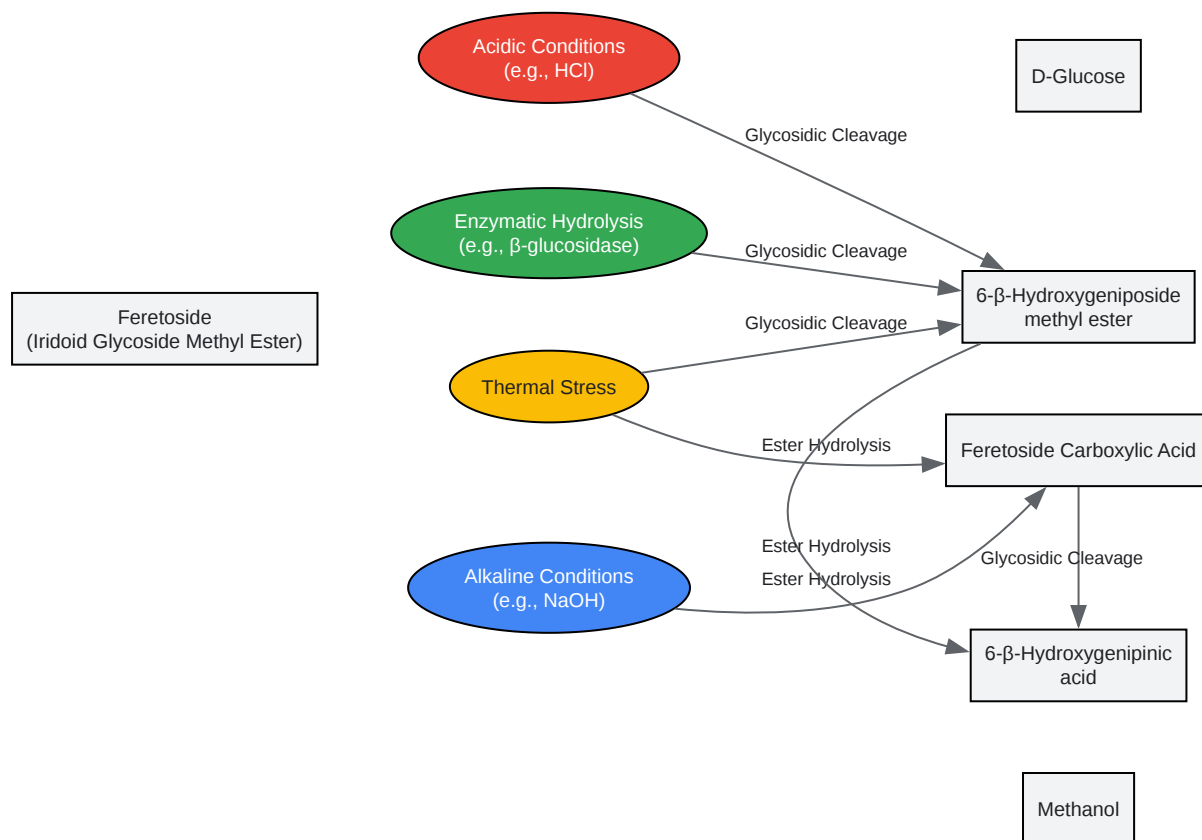 Acidic Conditions
(e.g., HCl)
D-Glucose
Glycosidic Cleavage
Enzymatic Hydrolysis
(e.g., β-glucosidase)
Glycosidic Cleavage
6-β-Hydroxygeniposide
methyl ester
Feretoside
(Iridoid Glycoside Methyl Ester)
Glycosidic Cleavage
Thermal Stress
Ester Hydrolysis
Feretoside Carboxylic Acid
Ester Hydrolysis
Glycosidic Cleavage
Alkaline Conditions
(e.g., NaOH)
Ester Hydrolysis
6-β-Hydroxygenipinic
acid
Methanol